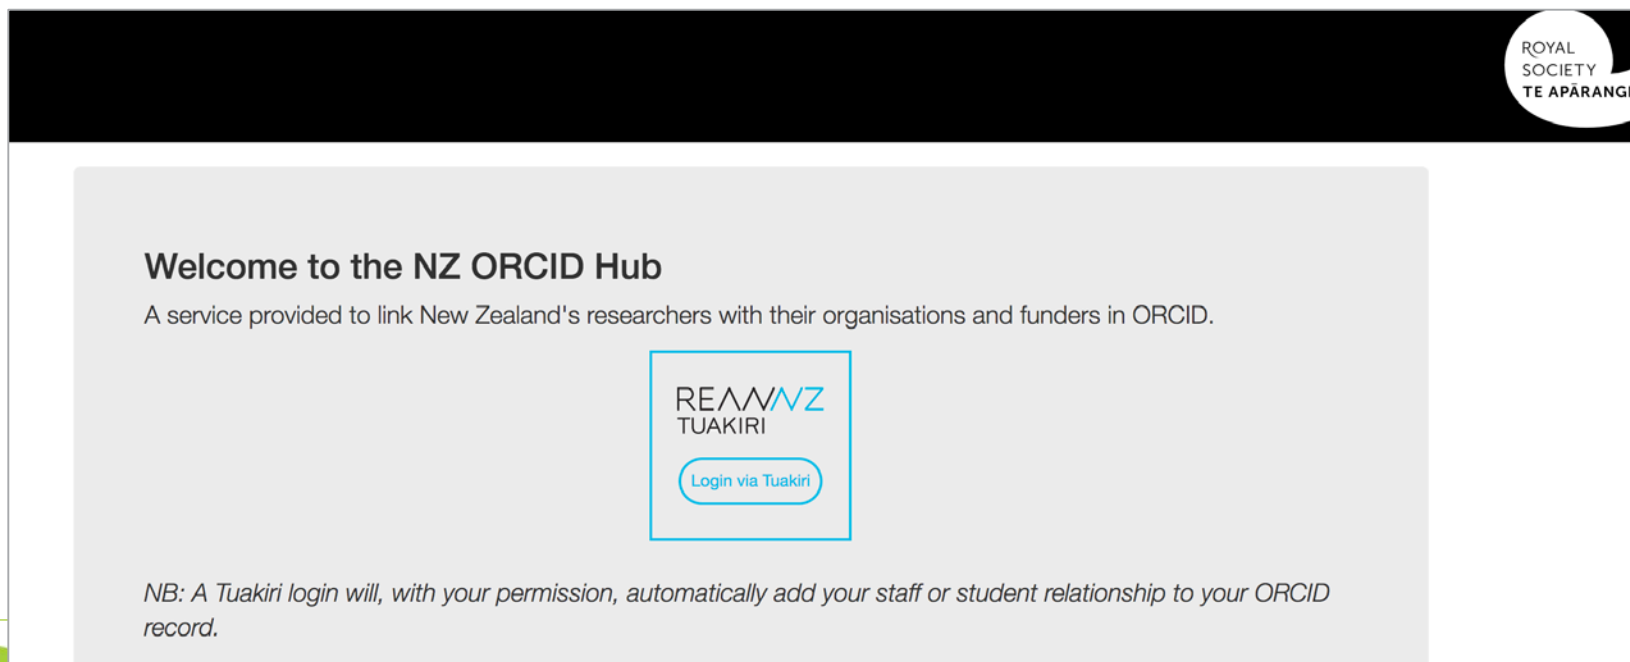 ROYAL
SOCIETY
TE APĀRANGI
Welcome to the NZ ORCID Hub
A service provided to link New Zealand's researchers with their organisations and funders in ORCID.
REANNZ
TUAKIRI
Login via Tuakiri
NB: A Tuakiri login will, with your permission, automatically add your staff or student relationship to your ORCID
record.